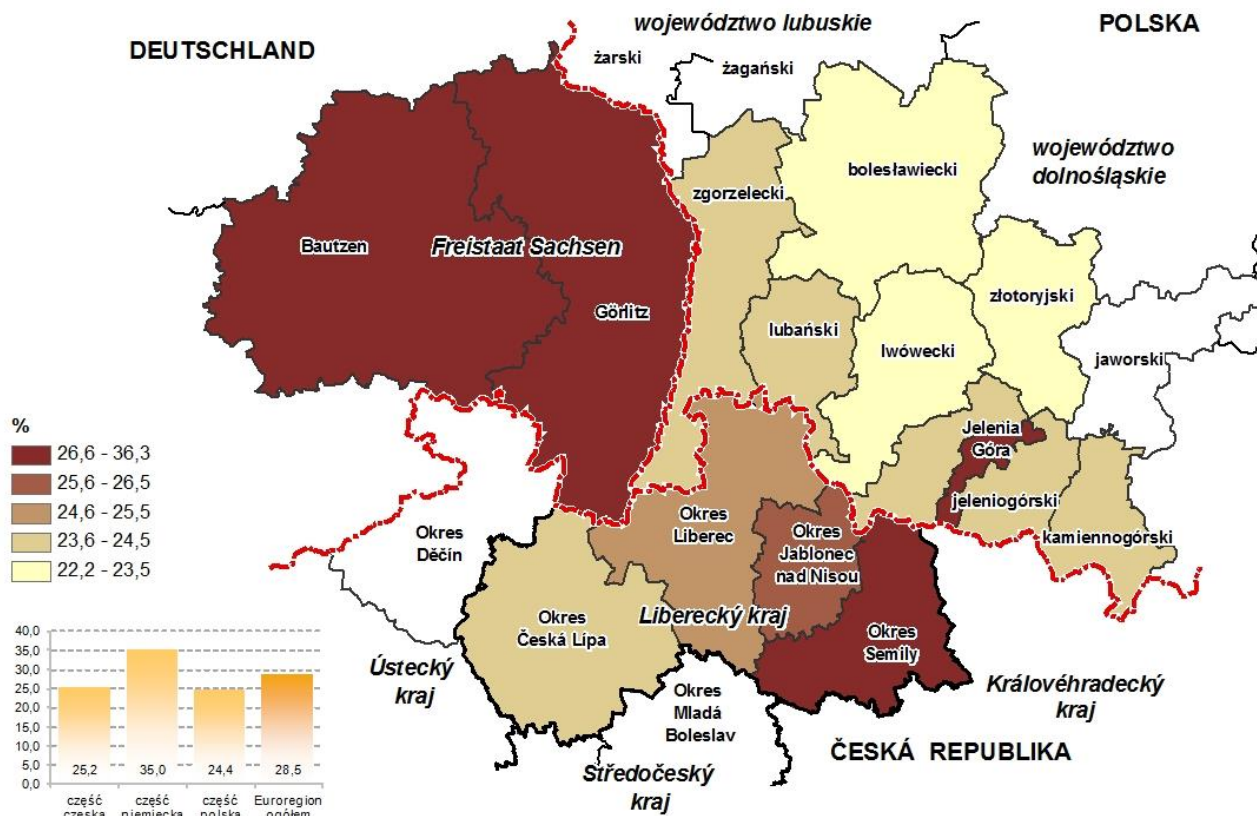 DEUTSCHLAND
województwo lubuskie
POLSKA
żarski
żagański
województwo
dolnośląskie
bolesławiecki
zgorzelecki
Bautzen
Freistaat Sachsen
Görlitz
lubański
lwówecki
złotoryjski
jaworski
Jelenia
Góra
jeleniogórski
kamiennogórski
%
26,6 - 36,3
25,6 - 26,5
24,6 - 25,5
23,6 - 24,5
22,2 - 23,5
Okres
Děčín
Okres
Liberec
Okres
Jablonec
nad Nisou
Okres
Česká Lípa
Liberecký kraj
Okres
Semily
Ústecký
kraj
Okres
Mladá
Boleslav
Královéhradecký
kraj
Středočeský
kraj
ČESKÁ REPUBLIKA
40,0
35,0
30,0
25,0
20,0
15,0
10,0
5,0
0,0
25,2
35,0
24,4
28,5
część
czeska
część
niemiecka
część
polska
Euroregion
ogółem